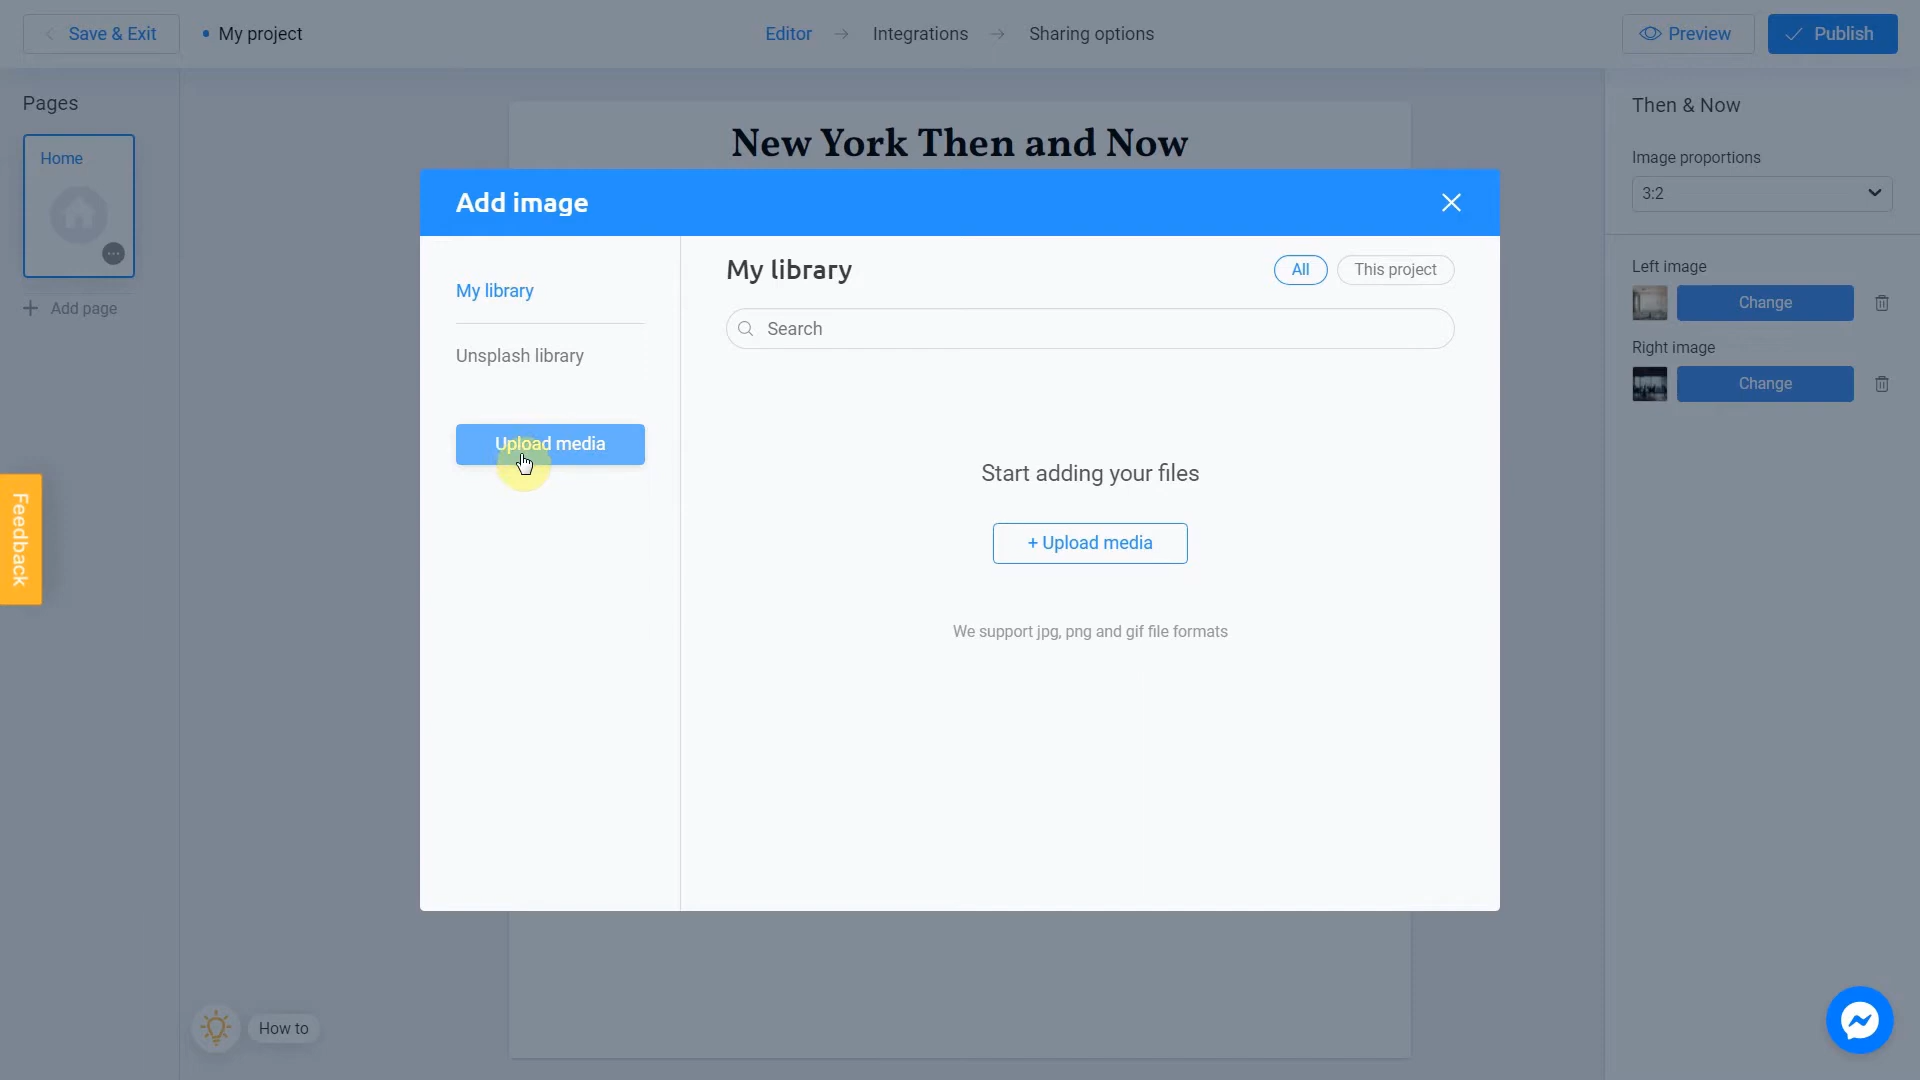 Save & Exit
My project
Editor
Integrations
Sharing options
Preview
Publish
Pages
Home
Add page
Feedback
How to
New York Then and Now
Add image
My library
Unsplash library
Upload media
My library
All
This project
Search
Start adding your files
+ Upload media
We support jpg, png and gif file formats
Then & Now
Image proportions
3:2
Left image
Change
Right image
Change